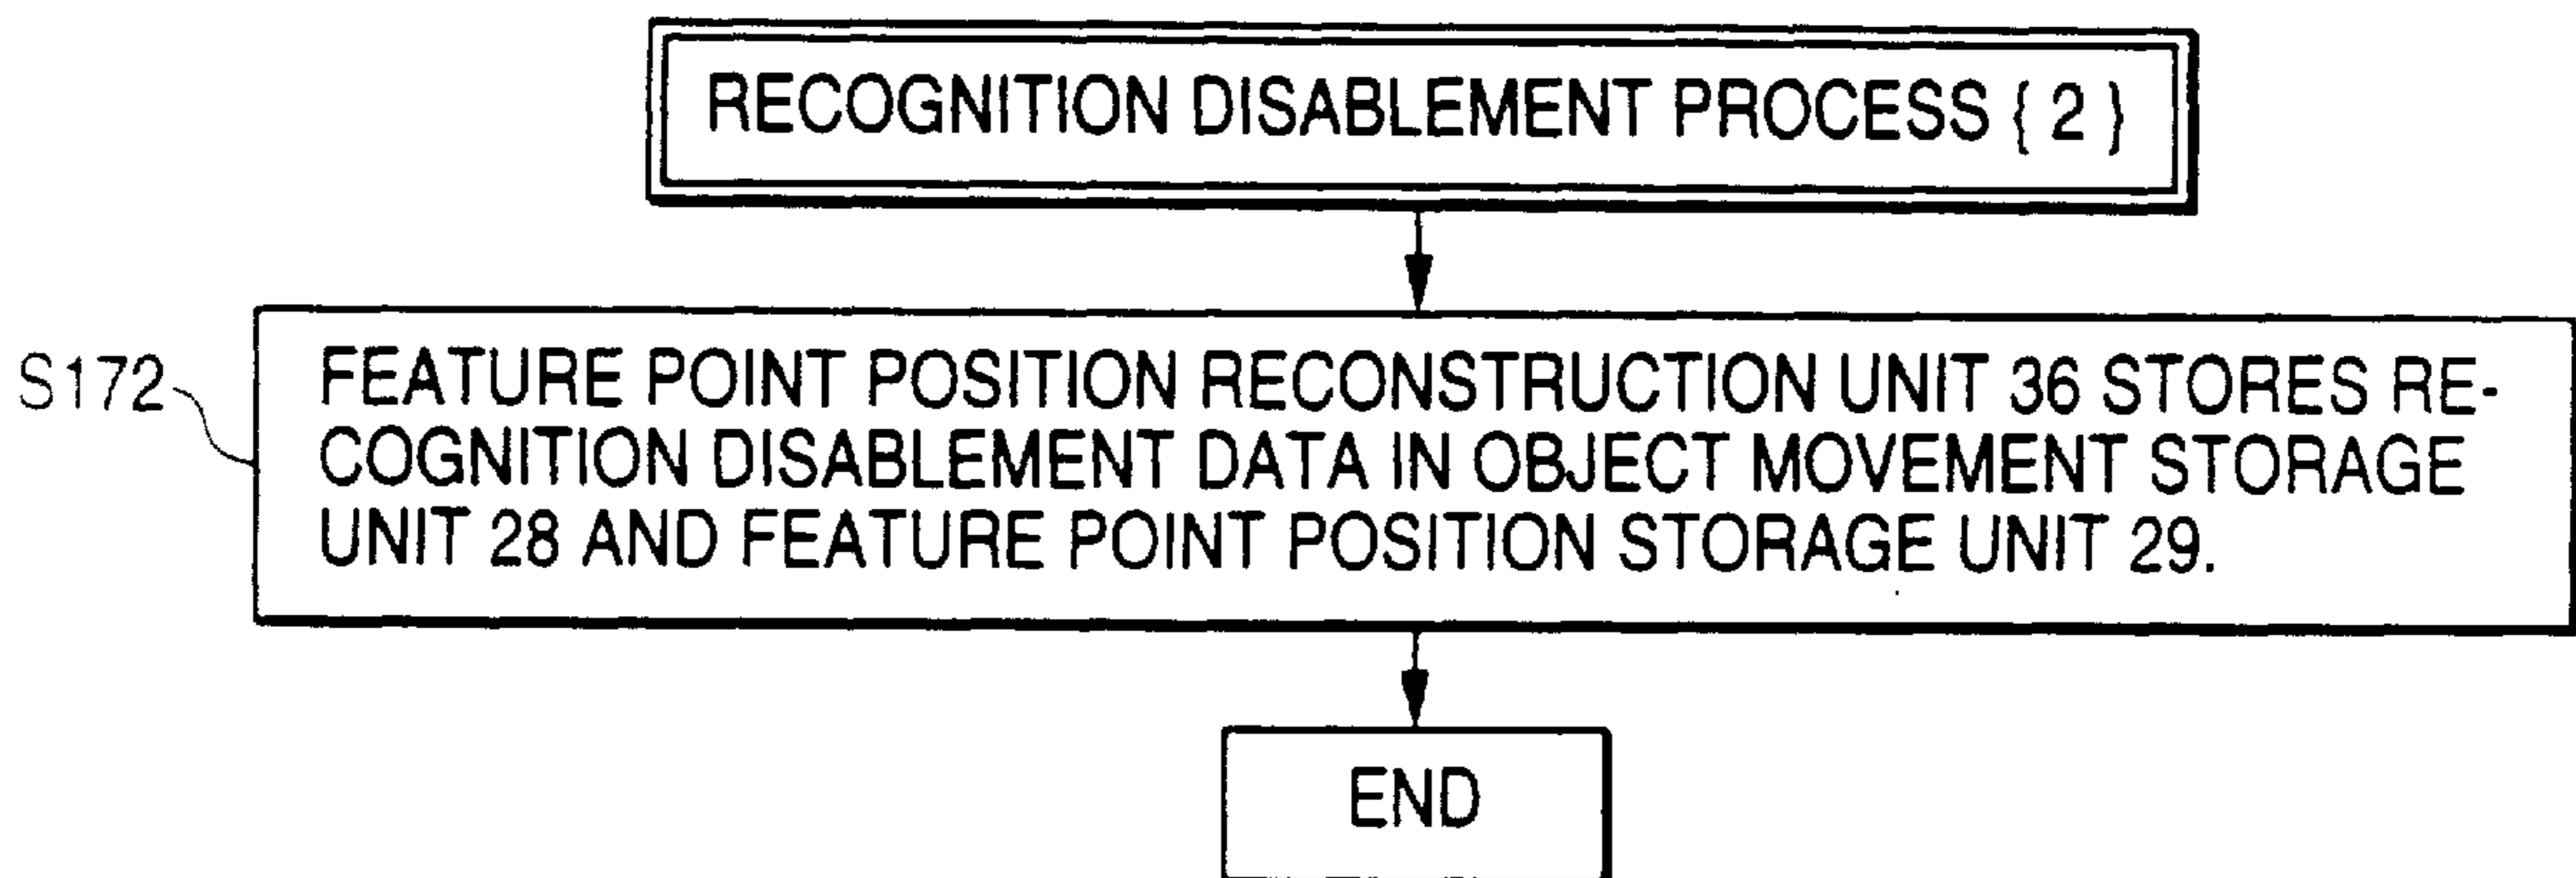 RECOGNITION DISABLEMENT PROCESS { 2 }
S172
FEATURE POINT POSITION RECONSTRUCTION UNIT 36 STORES RE-
COGNITION DISABLEMENT DATA IN OBJECT MOVEMENT STORAGE
UNIT 28 AND FEATURE POINT POSITION STORAGE UNIT 29.
END